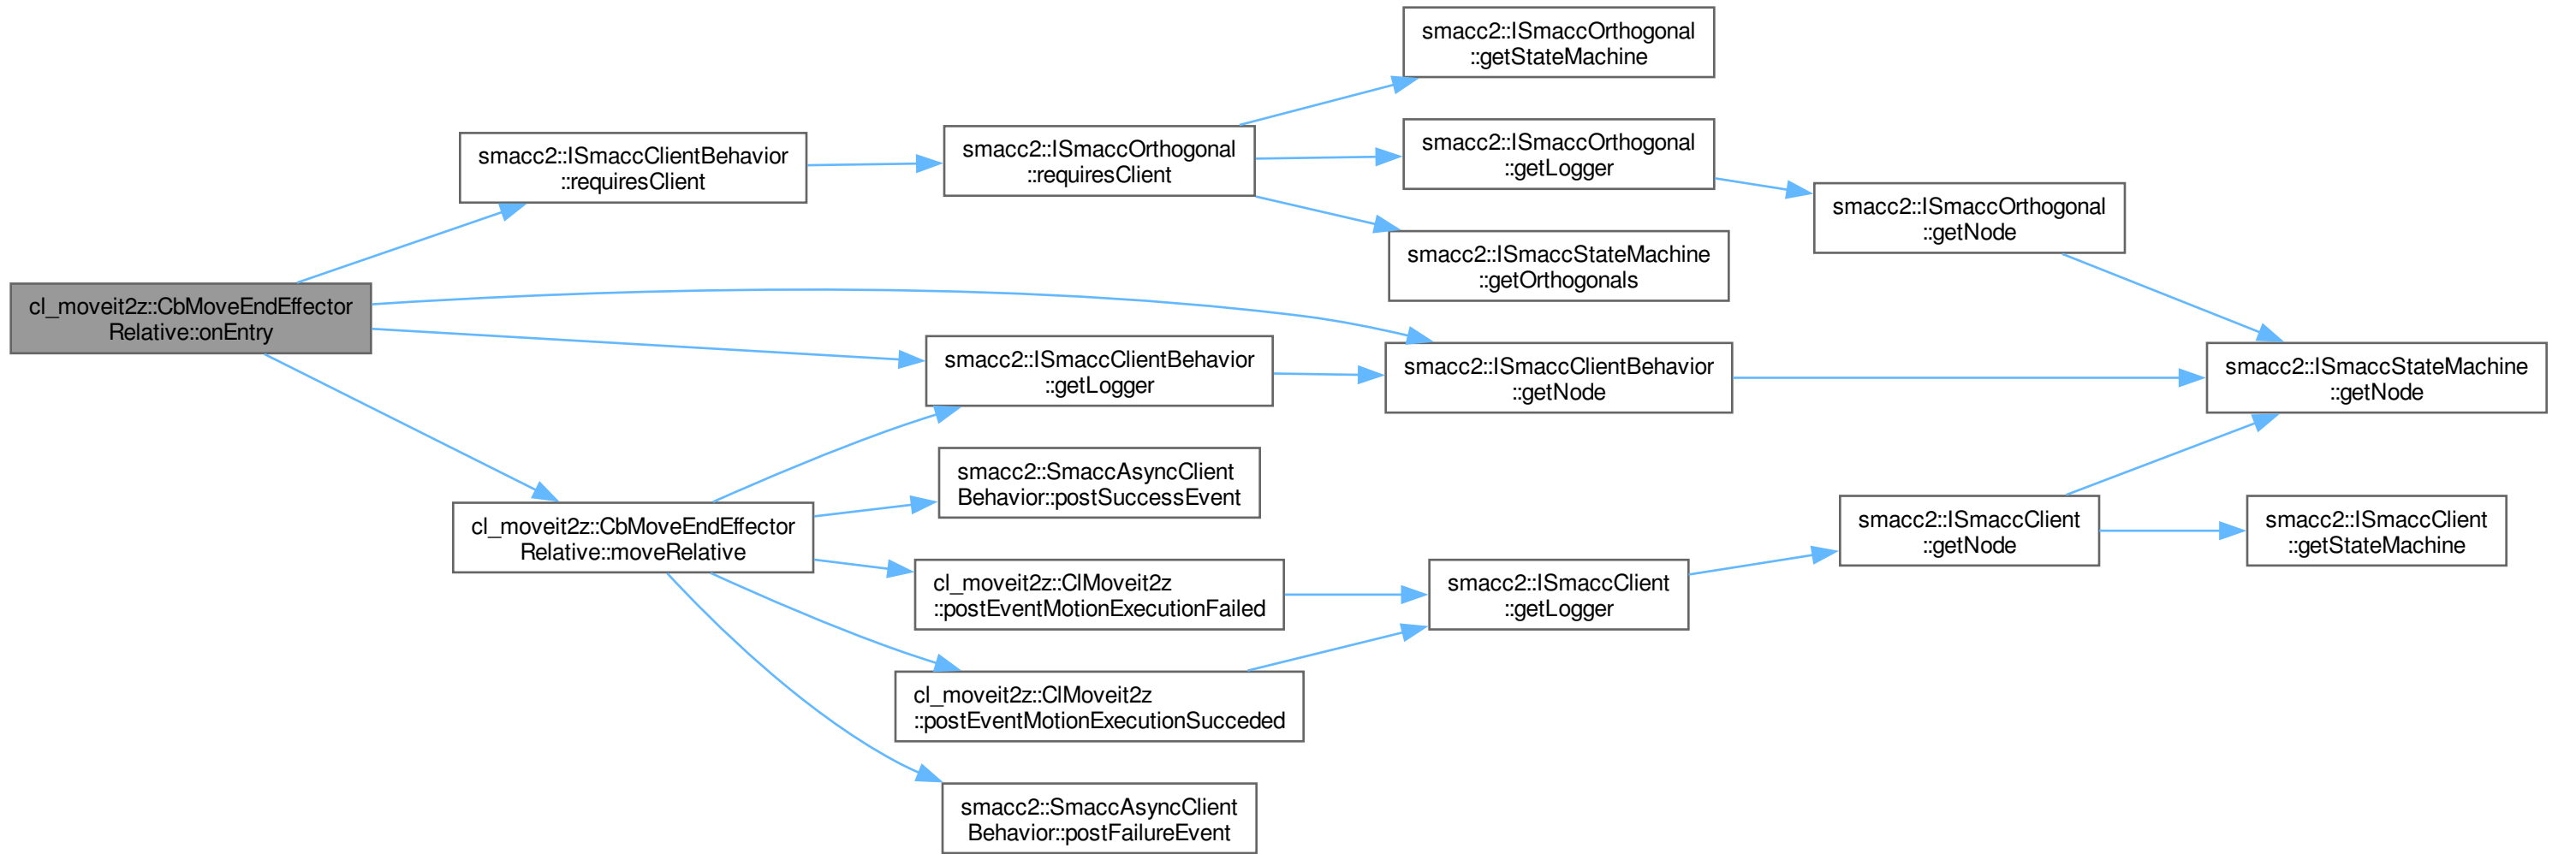 cl_moveit2z::CbMoveEndEffector
Relative::onEntry
smacc2::ISmaccClientBehavior
::requiresClient
cl_moveit2z::CbMoveEndEffector
Relative::moveRelative
smacc2::ISmaccOrthogonal
::requiresClient
smacc2::ISmaccClientBehavior
::getLogger
smacc2::SmaccAsyncClient
Behavior::postSuccessEvent
cl_moveit2z::ClMoveit2z
::postEventMotionExecutionFailed
cl_moveit2z::ClMoveit2z
::postEventMotionExecutionSucceded
smacc2::SmaccAsyncClient
Behavior::postFailureEvent
smacc2::ISmaccOrthogonal
::getStateMachine
smacc2::ISmaccOrthogonal
::getLogger
smacc2::ISmaccStateMachine
::getOrthogonals
smacc2::ISmaccClientBehavior
::getNode
smacc2::ISmaccClient
::getLogger
smacc2::ISmaccOrthogonal
::getNode
smacc2::ISmaccClient
::getNode
smacc2::ISmaccStateMachine
::getNode
smacc2::ISmaccClient
::getStateMachine